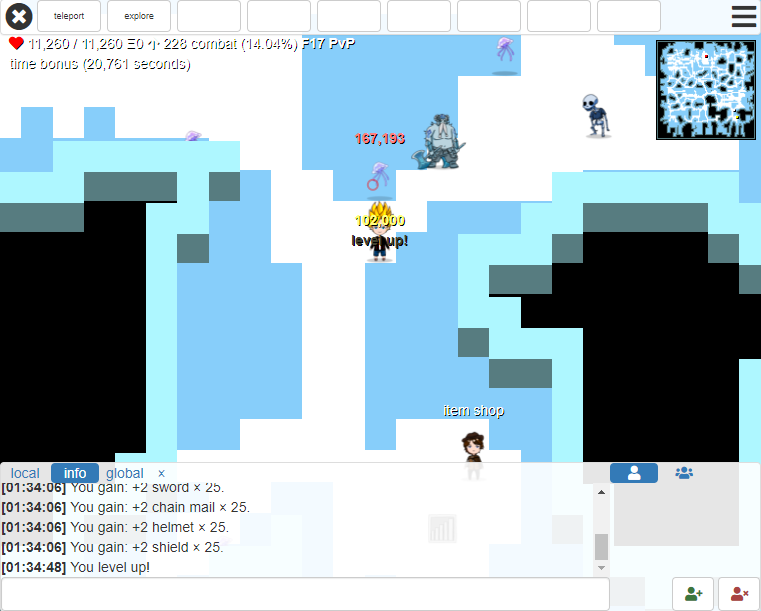 teleport
explore
11,260 / 11,260 Ξ0 ๅ 228 combat (14.04%) F17 PvP
time bonus (20,761 seconds)
167,193
102,000
level up!
item shop
local info global ×
[01:34:06] You gain: +2 sword × 25.
[01:34:06] You gain: +2 chain mail × 25.
[01:34:06] You gain: +2 helmet × 25.
[01:34:06] You gain: +2 shield × 25.
[01:34:48] You level up!